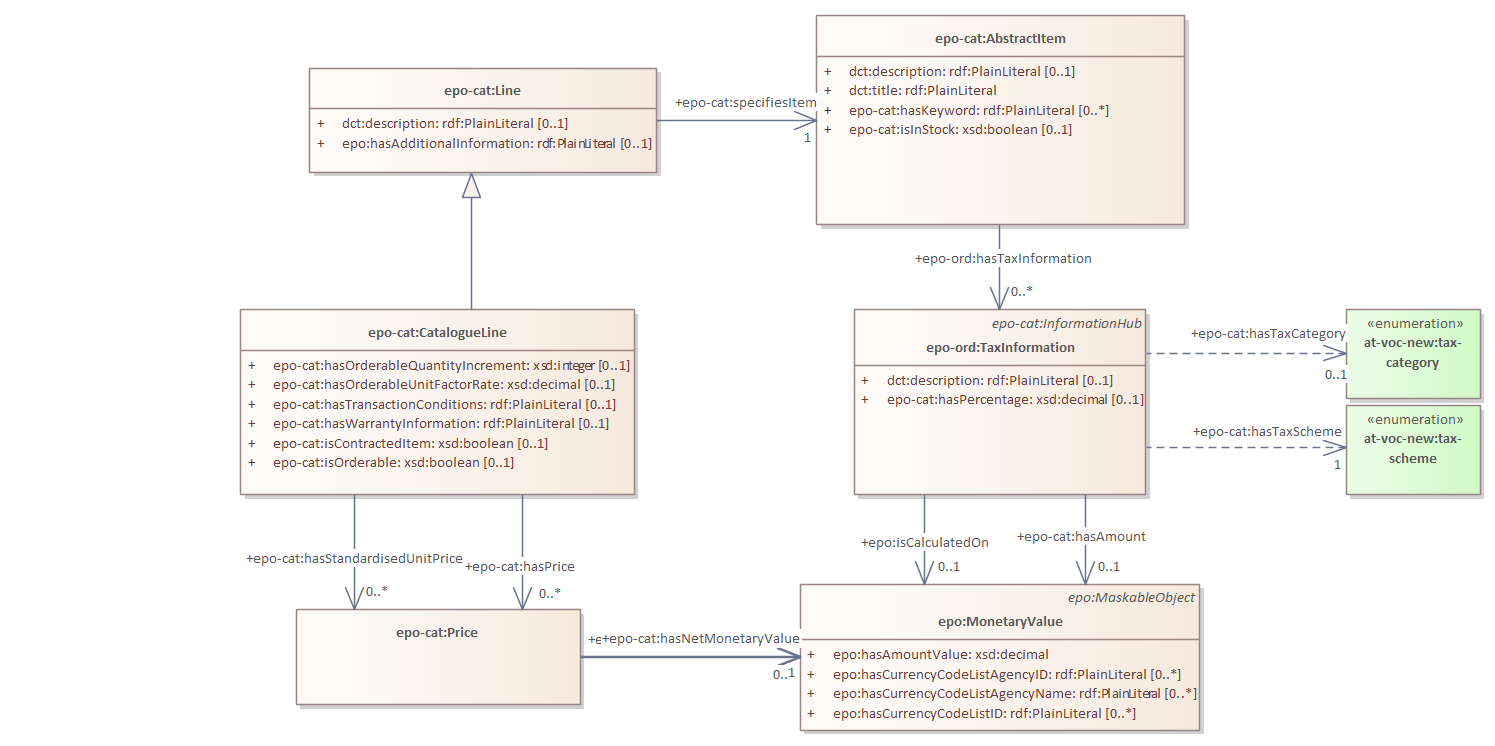 epo-cat:AbstractItem
+ dct:description: rdf:PlainLiteral [0..1]
+ dct:title: rdf:PlainLiteral
+ epo-cat:hasKeyword: rdf:PlainLiteral [0..*]
+ epo-cat:isInStock: xsd:boolean [0..1]
epo-cat:Line
+ dct:description: rdf:PlainLiteral [0..1]
+ epo:hasAdditionalInformation: rdf:PlainLiteral [0..1]
+epo-cat:specifiesItem
1
+epo-ord:hasTaxInformation
0..*
epo-cat:CatalogueLine
+ epo-cat:hasOrderableQuantityIncrement: xsd:integer [0..1]
+ epo-cat:hasOrderableUnitFactorRate: xsd:decimal [0..1]
+ epo-cat:hasTransactionConditions: rdf:PlainLiteral [0..1]
+ epo-cat:hasWarrantyInformation: rdf:PlainLiteral [0..1]
+ epo-cat:isContractedItem: xsd:boolean [0..1]
+ epo-cat:isOrderable: xsd:boolean [0..1]
epo-cat:InformationHub
epo-ord:TaxInformation
+ dct:description: rdf:PlainLiteral [0..1]
+ epo-cat:hasPercentage: xsd:decimal [0..1]
+epo-cat:hasTaxCategory
0..1
«enumeration»
at-voc-new:tax-
category
+epo-cat:hasTaxScheme
1
«enumeration»
at-voc-new:tax-
scheme
+epo-cat:hasStandardisedUnitPrice
0..*
+epo-cat:hasPrice
0..*
+epo:isCalculatedOn
0..1
+epo-cat:hasAmount
0..1
epo-cat:Price
+epo-cat:hasNetMonetaryValue
0..1
epo:MaskableObject
epo:MonetaryValue
+ epo:hasAmountValue: xsd:decimal
+ epo:hasCurrencyCodeListAgencyID: rdf:PlainLiteral [0..*]
+ epo:hasCurrencyCodeListAgencyName: rdf:PlainLiteral [0..*]
+ epo:hasCurrencyCodeListID: rdf:PlainLiteral [0..*]